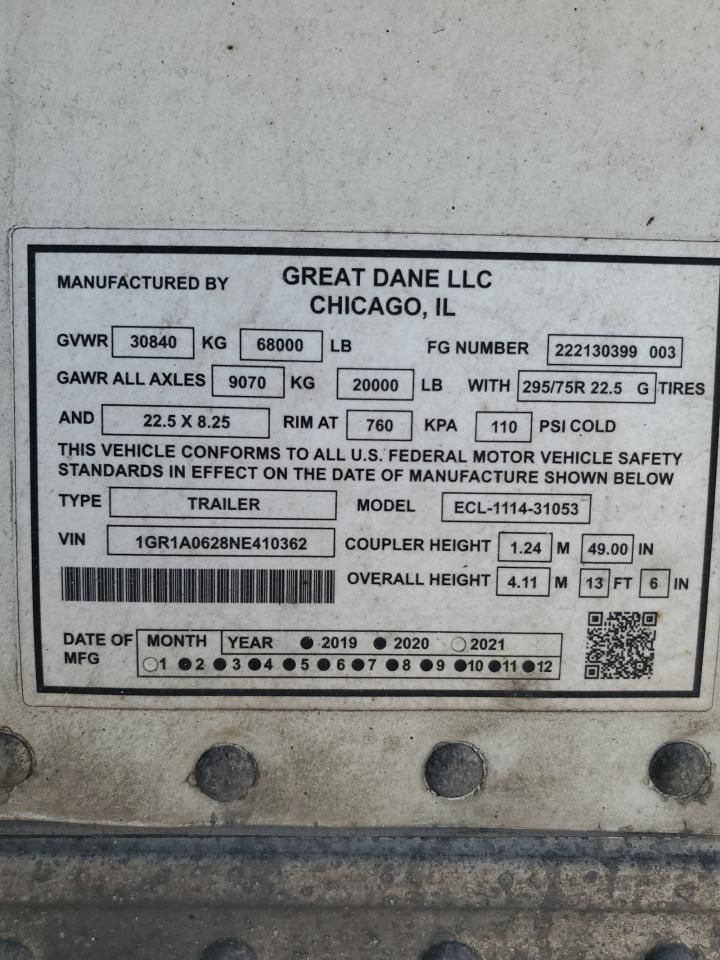 MANUFACTURED BY GREAT DANE LLC
CHICAGO, IL
GVWR 30840 KG 68000 LB FG NUMBER 222130399 003
GAWR ALL AXLES 9070 KG 20000 LB WITH 295/75R 22.5 G TIRES
AND 22.5 X 8.25 RIM AT 760 KPA 110 PSI COLD
THIS VEHICLE CONFORMS TO ALL U.S. FEDERAL MOTOR VEHICLE SAFETY
STANDARDS IN EFFECT ON THE DATE OF MANUFACTURE SHOWN BELOW
TYPE TRAILER MODEL ECL-1114-31053
VIN 1GR1A0628NE410362 COUPLER HEIGHT 1.24 M 49.00 IN
OVERALL HEIGHT 4.11 M 13 FT 6 IN
DATE OF MFG MONTH YEAR 2019 2020 2021
1 2 3 4 5 6 7 8 9 10 11 12